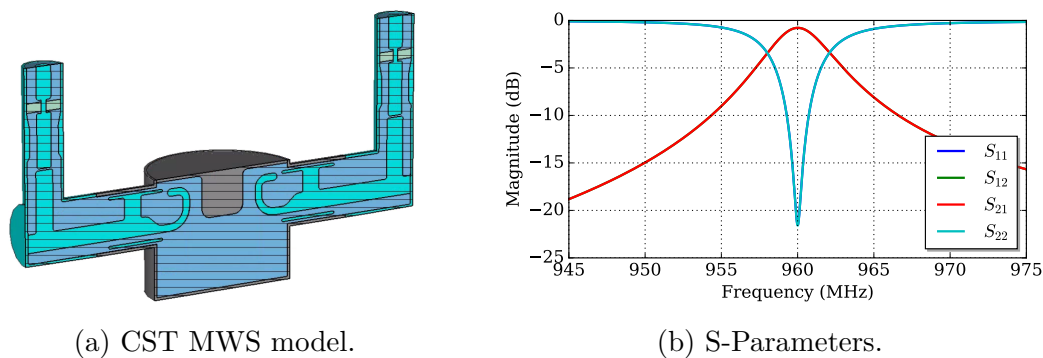 0
−5
−10
−15
−20
−25
Magnitude (dB)
S11
S12
S21
S22
945 950 955 960 965 970 975
Frequency (MHz)
(a) CST MWS model.
(b) S-Parameters.